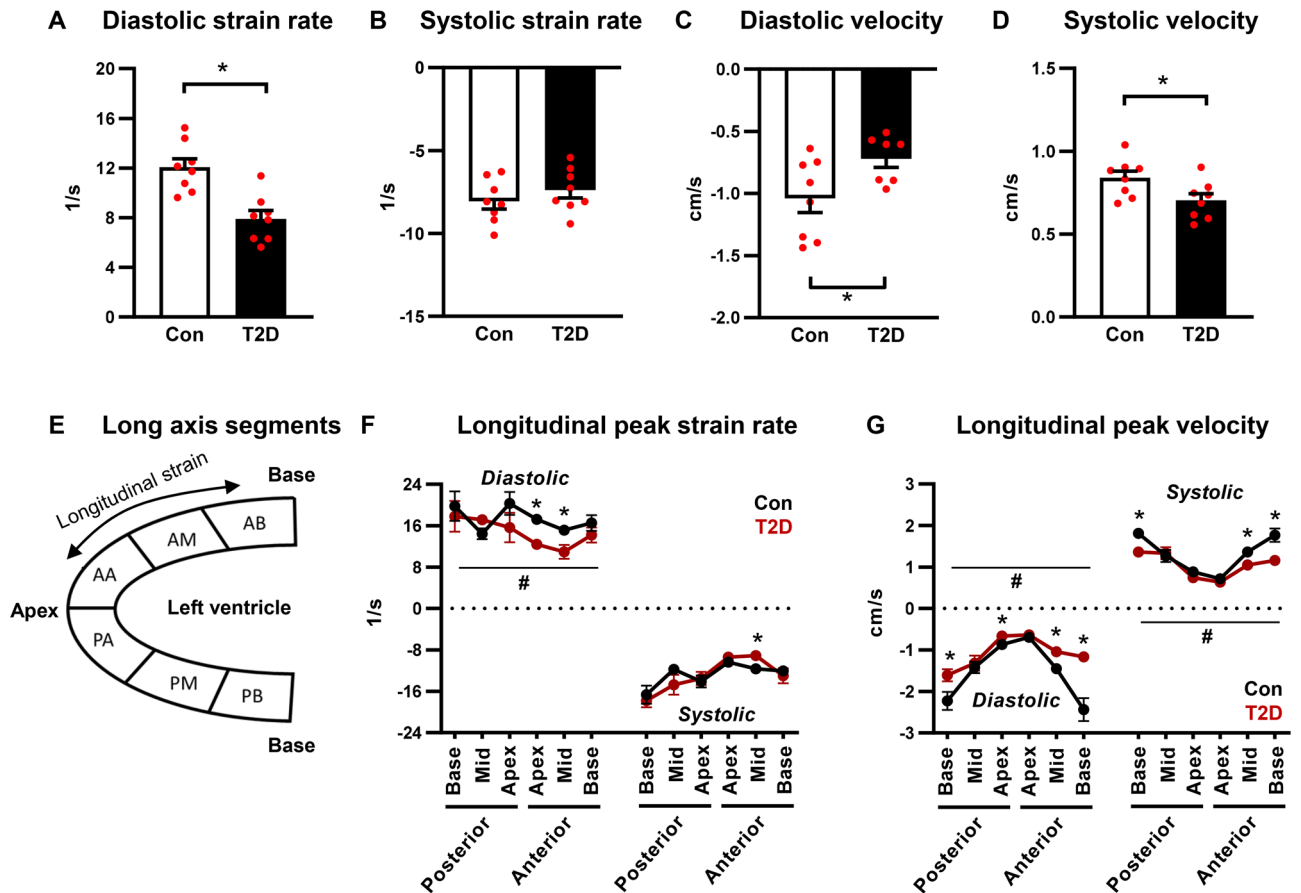 A Diastolic strain rate
*
20
16
12
8
4
0
1/s
Con T2D
B Systolic strain rate
0
-5
-10
-15
1/s
Con T2D
C Diastolic velocity
0.0
-0.5
-1.0
-1.5
-2.0
cm/s
*
Con T2D
D Systolic velocity
*
1.5
1.0
0.5
0.0
cm/s
Con T2D
E Long axis segments
Base
Longitudinal strain
AB
AM
AA
Apex
Left ventricle
PA
PM
PB
Base
F Longitudinal peak strain rate
24
16
8
0
-8
-16
-24
1/s
Diastolic
Con
T2D
* *
#
*
Systolic
Base Mid Apex Apex Mid Base
Posterior Anterior
Base Mid Apex Apex Mid Base
Posterior Anterior
G Longitudinal peak velocity
3
2
1
0
-1
-2
-3
cm/s
Systolic
* * *
#
#
* * * *
Diastolic
Con
T2D
Base Mid Apex Apex Mid Base
Posterior Anterior
Base Mid Apex Apex Mid Base
Posterior Anterior